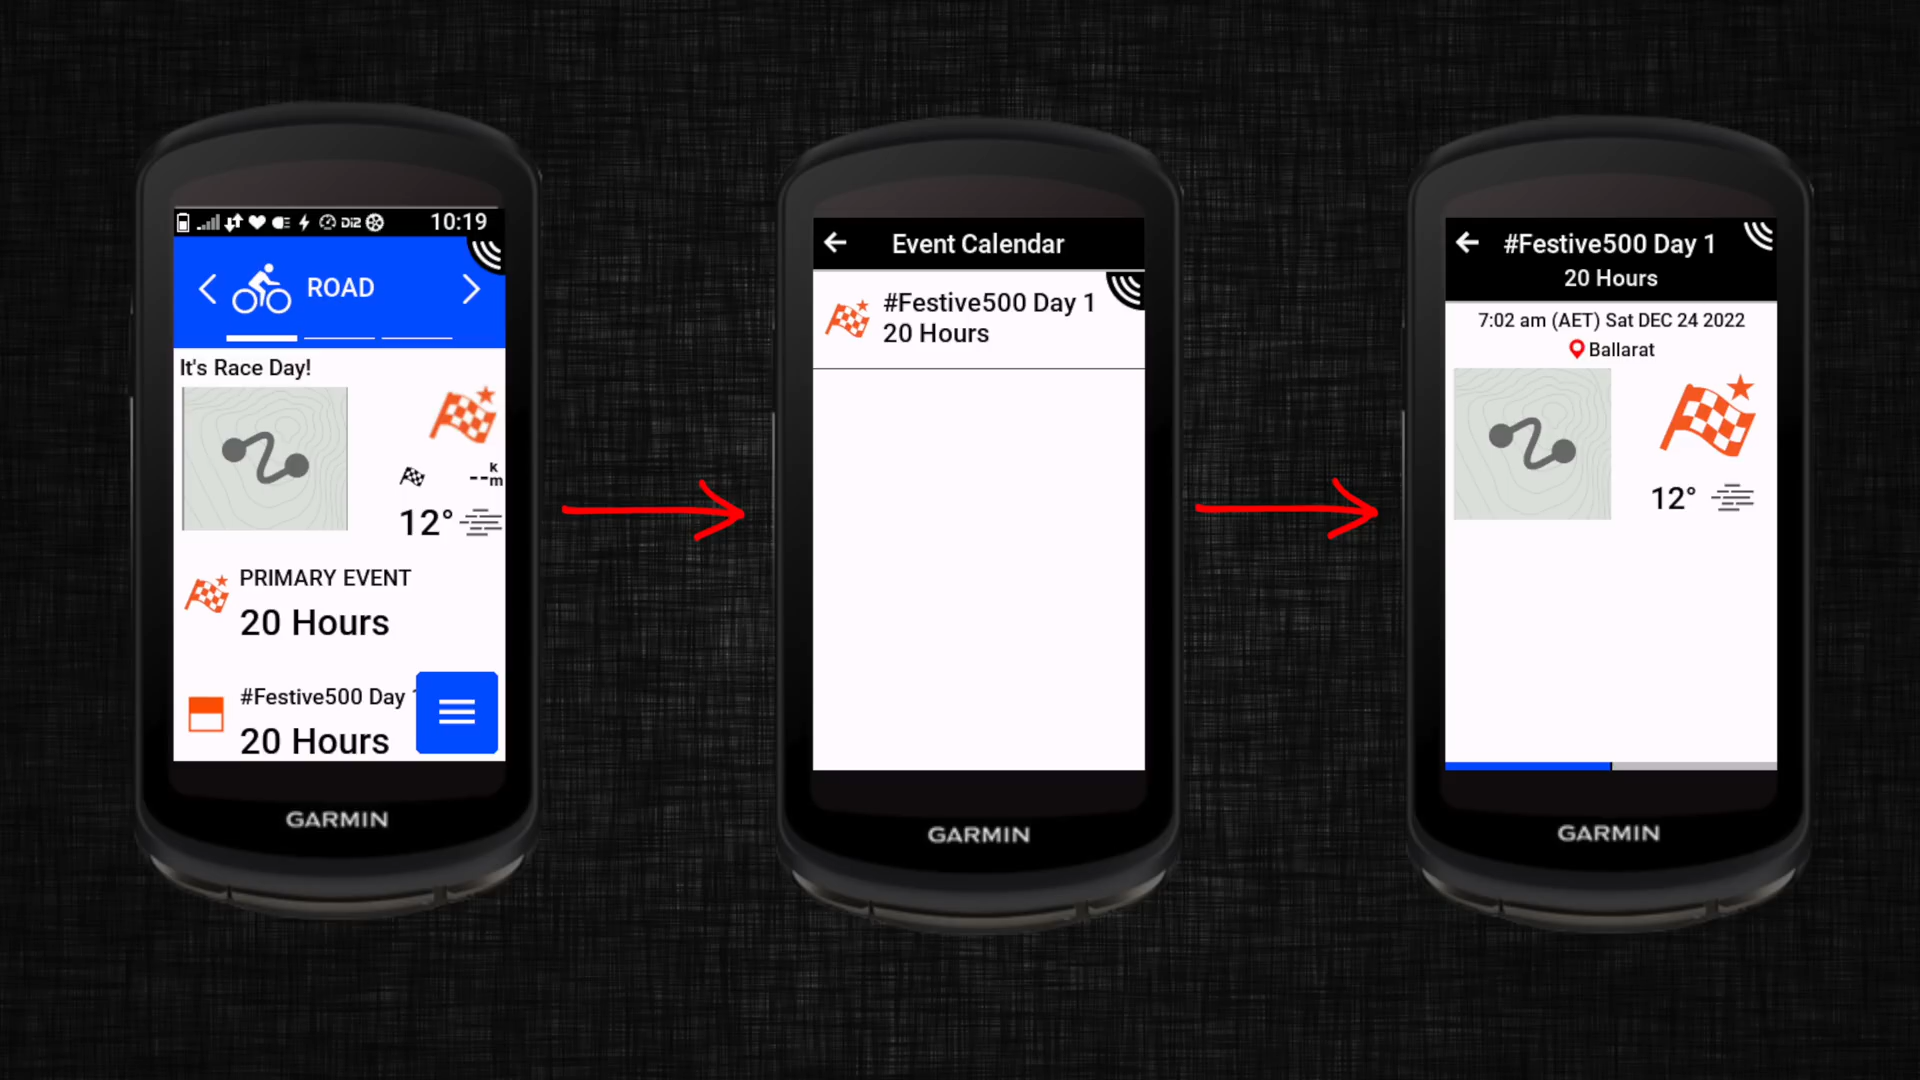 Di2
10:19
ROAD
It's Race Day!
-- k m
12°
PRIMARY EVENT
20 Hours
#Festive500 Day 1
20 Hours
GARMIN
Event Calendar
#Festive500 Day 1
20 Hours
GARMIN
#Festive500 Day 1
20 Hours
7:02 am (AET) Sat DEC 24 2022
Ballarat
12°
GARMIN